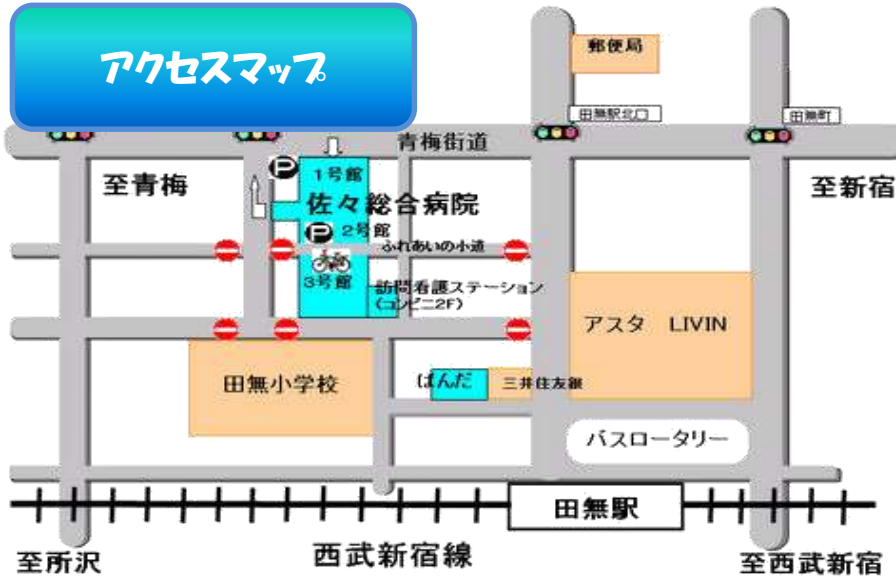 アクセスマップ
郵便局
田無駅北口
田無町
青梅街道
至青梅
至新宿
P
1号館
佐々総合病院
P
2号館
ふれあいの小道
3号館
訪問看護ステーション
(コンビニ2F)
アスタ LIVIN
田無小学校
ぱんだ
三井住友銀
バスロータリー
田無駅
至所沢
西武新宿線
至西武新宿